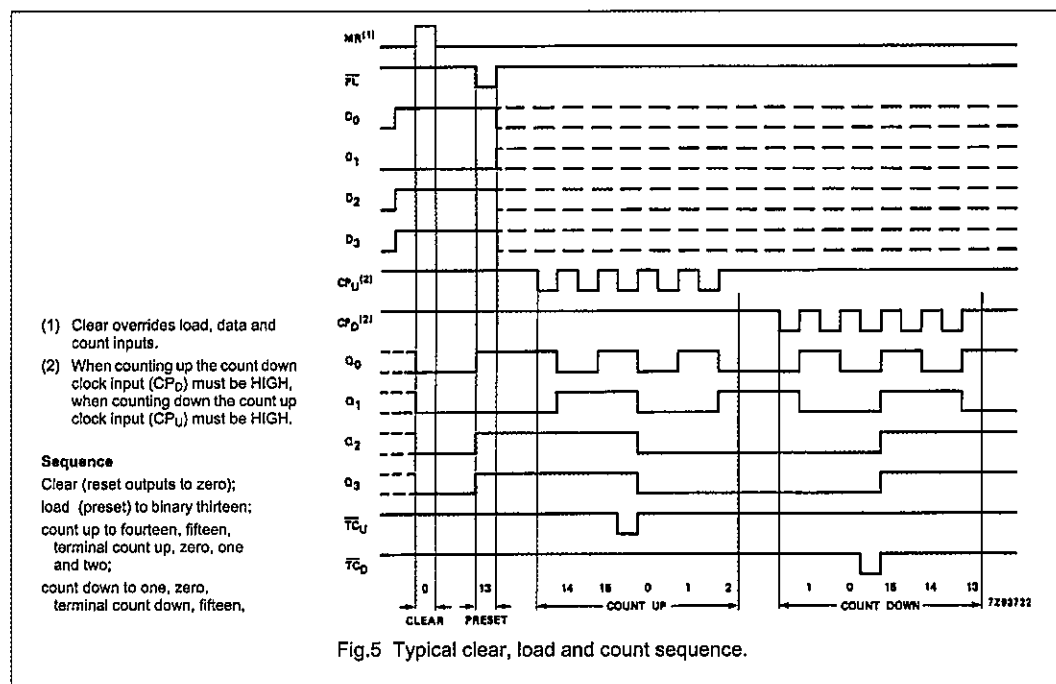 MR(1)
PL
D0
Q1
D2
D3
CPU(2)
CPD(2)
Q0
Q1
Q2
Q3
TCU
TCD
0 13 14 15 0 1 2 1 0 15 14 13
COUNT UP COUNT DOWN 7Z93732
CLEAR PRESET
(1) Clear overrides load, data and
count inputs.
(2) When counting up the count down
clock input (CPD) must be HIGH,
when counting down the count up
clock input (CPU) must be HIGH.
Sequence
Clear (reset outputs to zero);
load (preset) to binary thirteen;
count up to fourteen, fifteen,
terminal count up, zero, one
and two;
count down to one, zero,
terminal count down, fifteen,
Fig.5 Typical clear, load and count sequence.